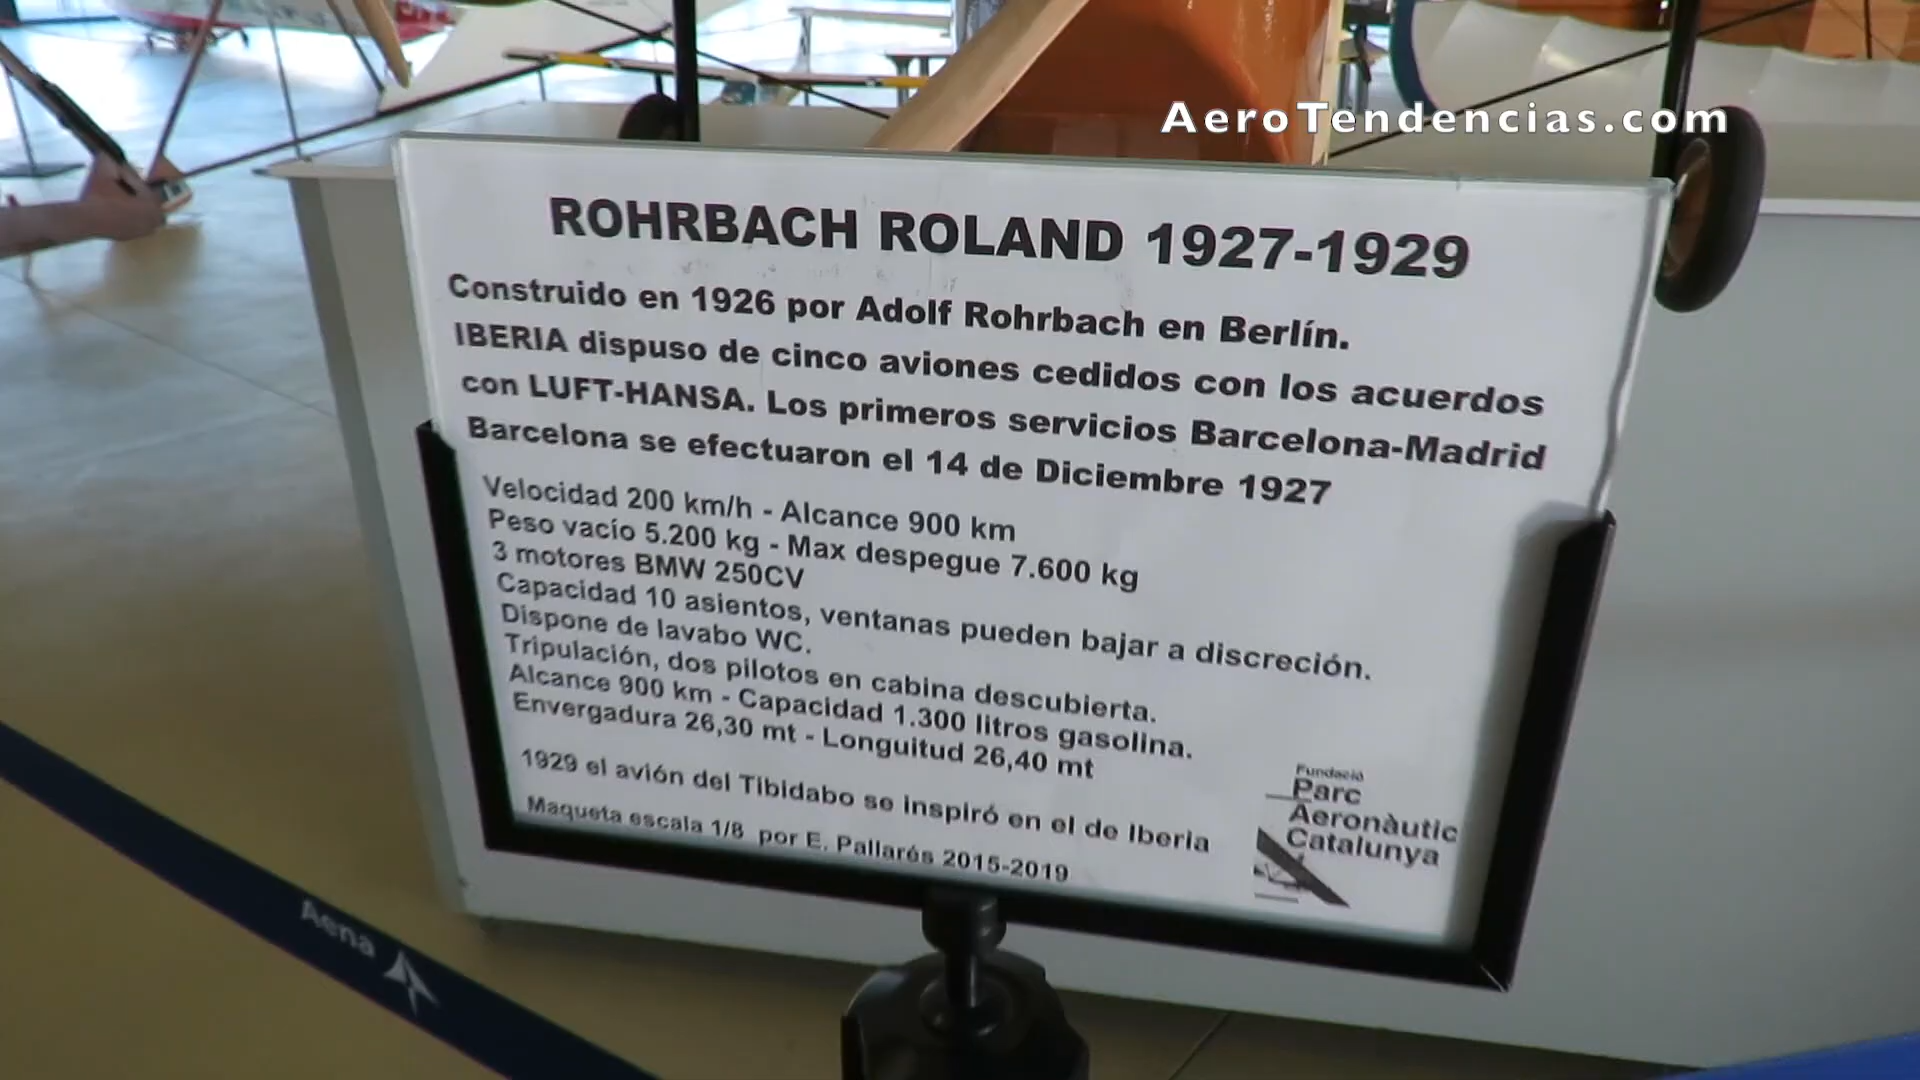 AeroTendencias.com
ROHRBACH ROLAND 1927-1929
Construido en 1926 por Adolf Rohrbach en Berlín.
IBERIA dispuso de cinco aviones cedidos con los acuerdos
con LUFT-HANSA. Los primeros servicios Barcelona-Madrid
Barcelona se efectuaron el 14 de Diciembre 1927
Velocidad 200 km/h - Alcance 900 km
Peso vacío 5.200 kg - Max despegue 7.600 kg
3 motores BMW 250CV
Capacidad 10 asientos, ventanas pueden bajar a discreción.
Dispone de lavabo WC.
Tripulación, dos pilotos en cabina descubierta.
Alcance 900 km - Capacidad 1.300 litros gasolina.
Envergadura 26,30 mt - Longuitud 26,40 mt
1929 el avión del Tibidabo se inspiró en el de Iberia
Maqueta escala 1/8 por E. Pallarés 2015-2019
Fundació
Parc
Aeronàutic
Catalunya
Aena